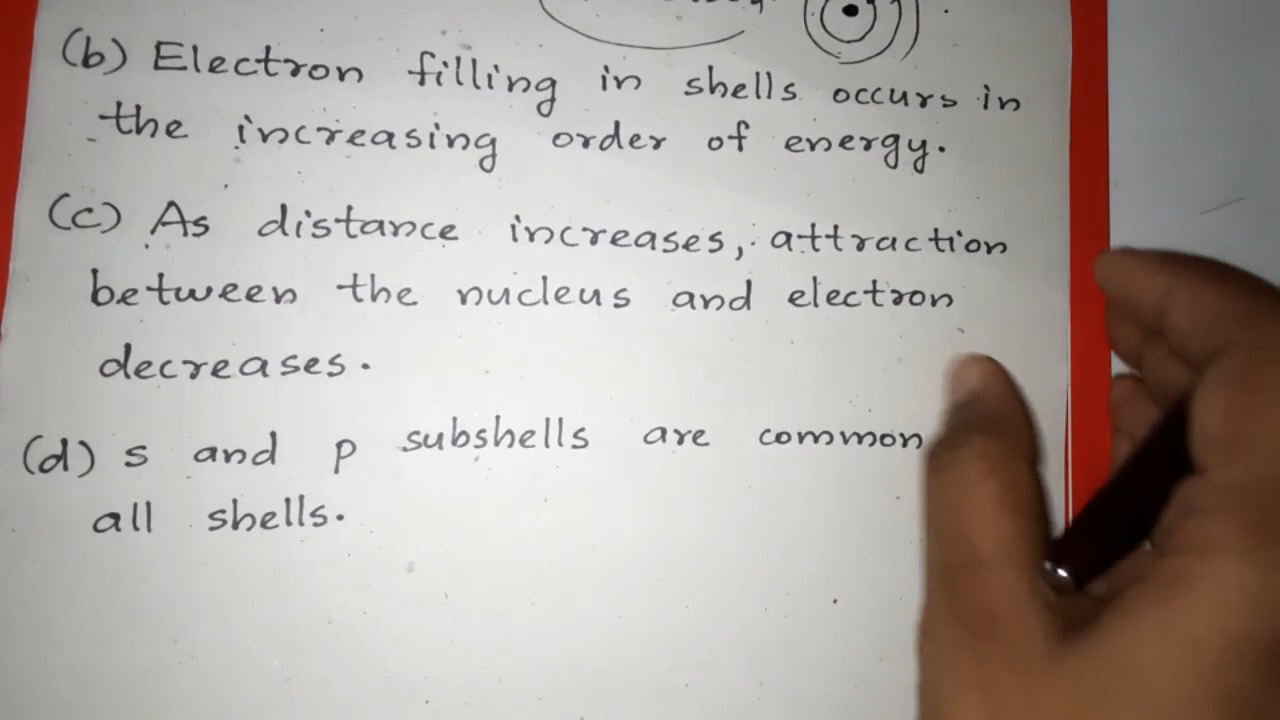 (b) Electron filling in shells occurs in
the increasing order of energy.
(c) As distance increases, attraction
between the nucleus and electron
decreases.
(d) s and p subshells are common
all shells.